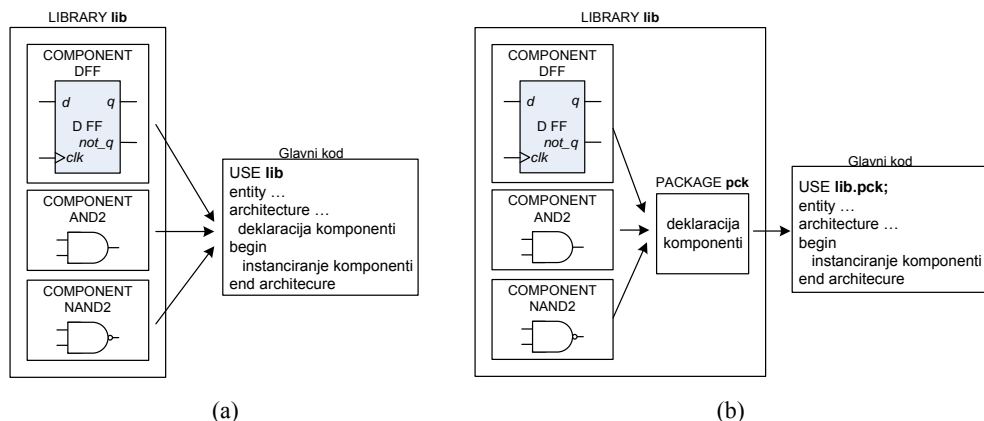 LIBRARY lib
COMPONENT
DFF
d q
D FF
not_q
clk
COMPONENT
AND2
COMPONENT
NAND2
Glavni kod
USE lib
entity …
architecture …
deklaracija komponenti
begin
instanciranje komponenti
end architecure
(a)
LIBRARY lib
COMPONENT
DFF
d q
D FF
not_q
clk
COMPONENT
AND2
COMPONENT
NAND2
PACKAGE pck
deklaracija
komponenti
Glavni kod
USE lib.pck;
entity …
architecture …
begin
instanciranje komponenti
end architecure
(b)